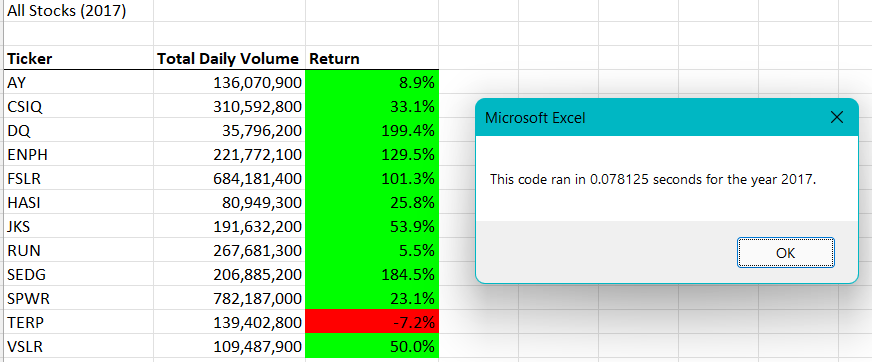 All Stocks (2017)
Ticker Total Daily Volume Return
AY 136,070,900 8.9%
CSIQ 310,592,800 33.1%
DQ 35,796,200 199.4%
ENPH 221,772,100 129.5%
FSLR 684,181,400 101.3%
HASI 80,949,300 25.8%
JKS 191,632,200 53.9%
RUN 267,681,300 5.5%
SEDG 206,885,200 184.5%
SPWR 782,187,000 23.1%
TERP 139,402,800 -7.2%
VSLR 109,487,900 50.0%
Microsoft Excel
This code ran in 0.078125 seconds for the year 2017.
OK